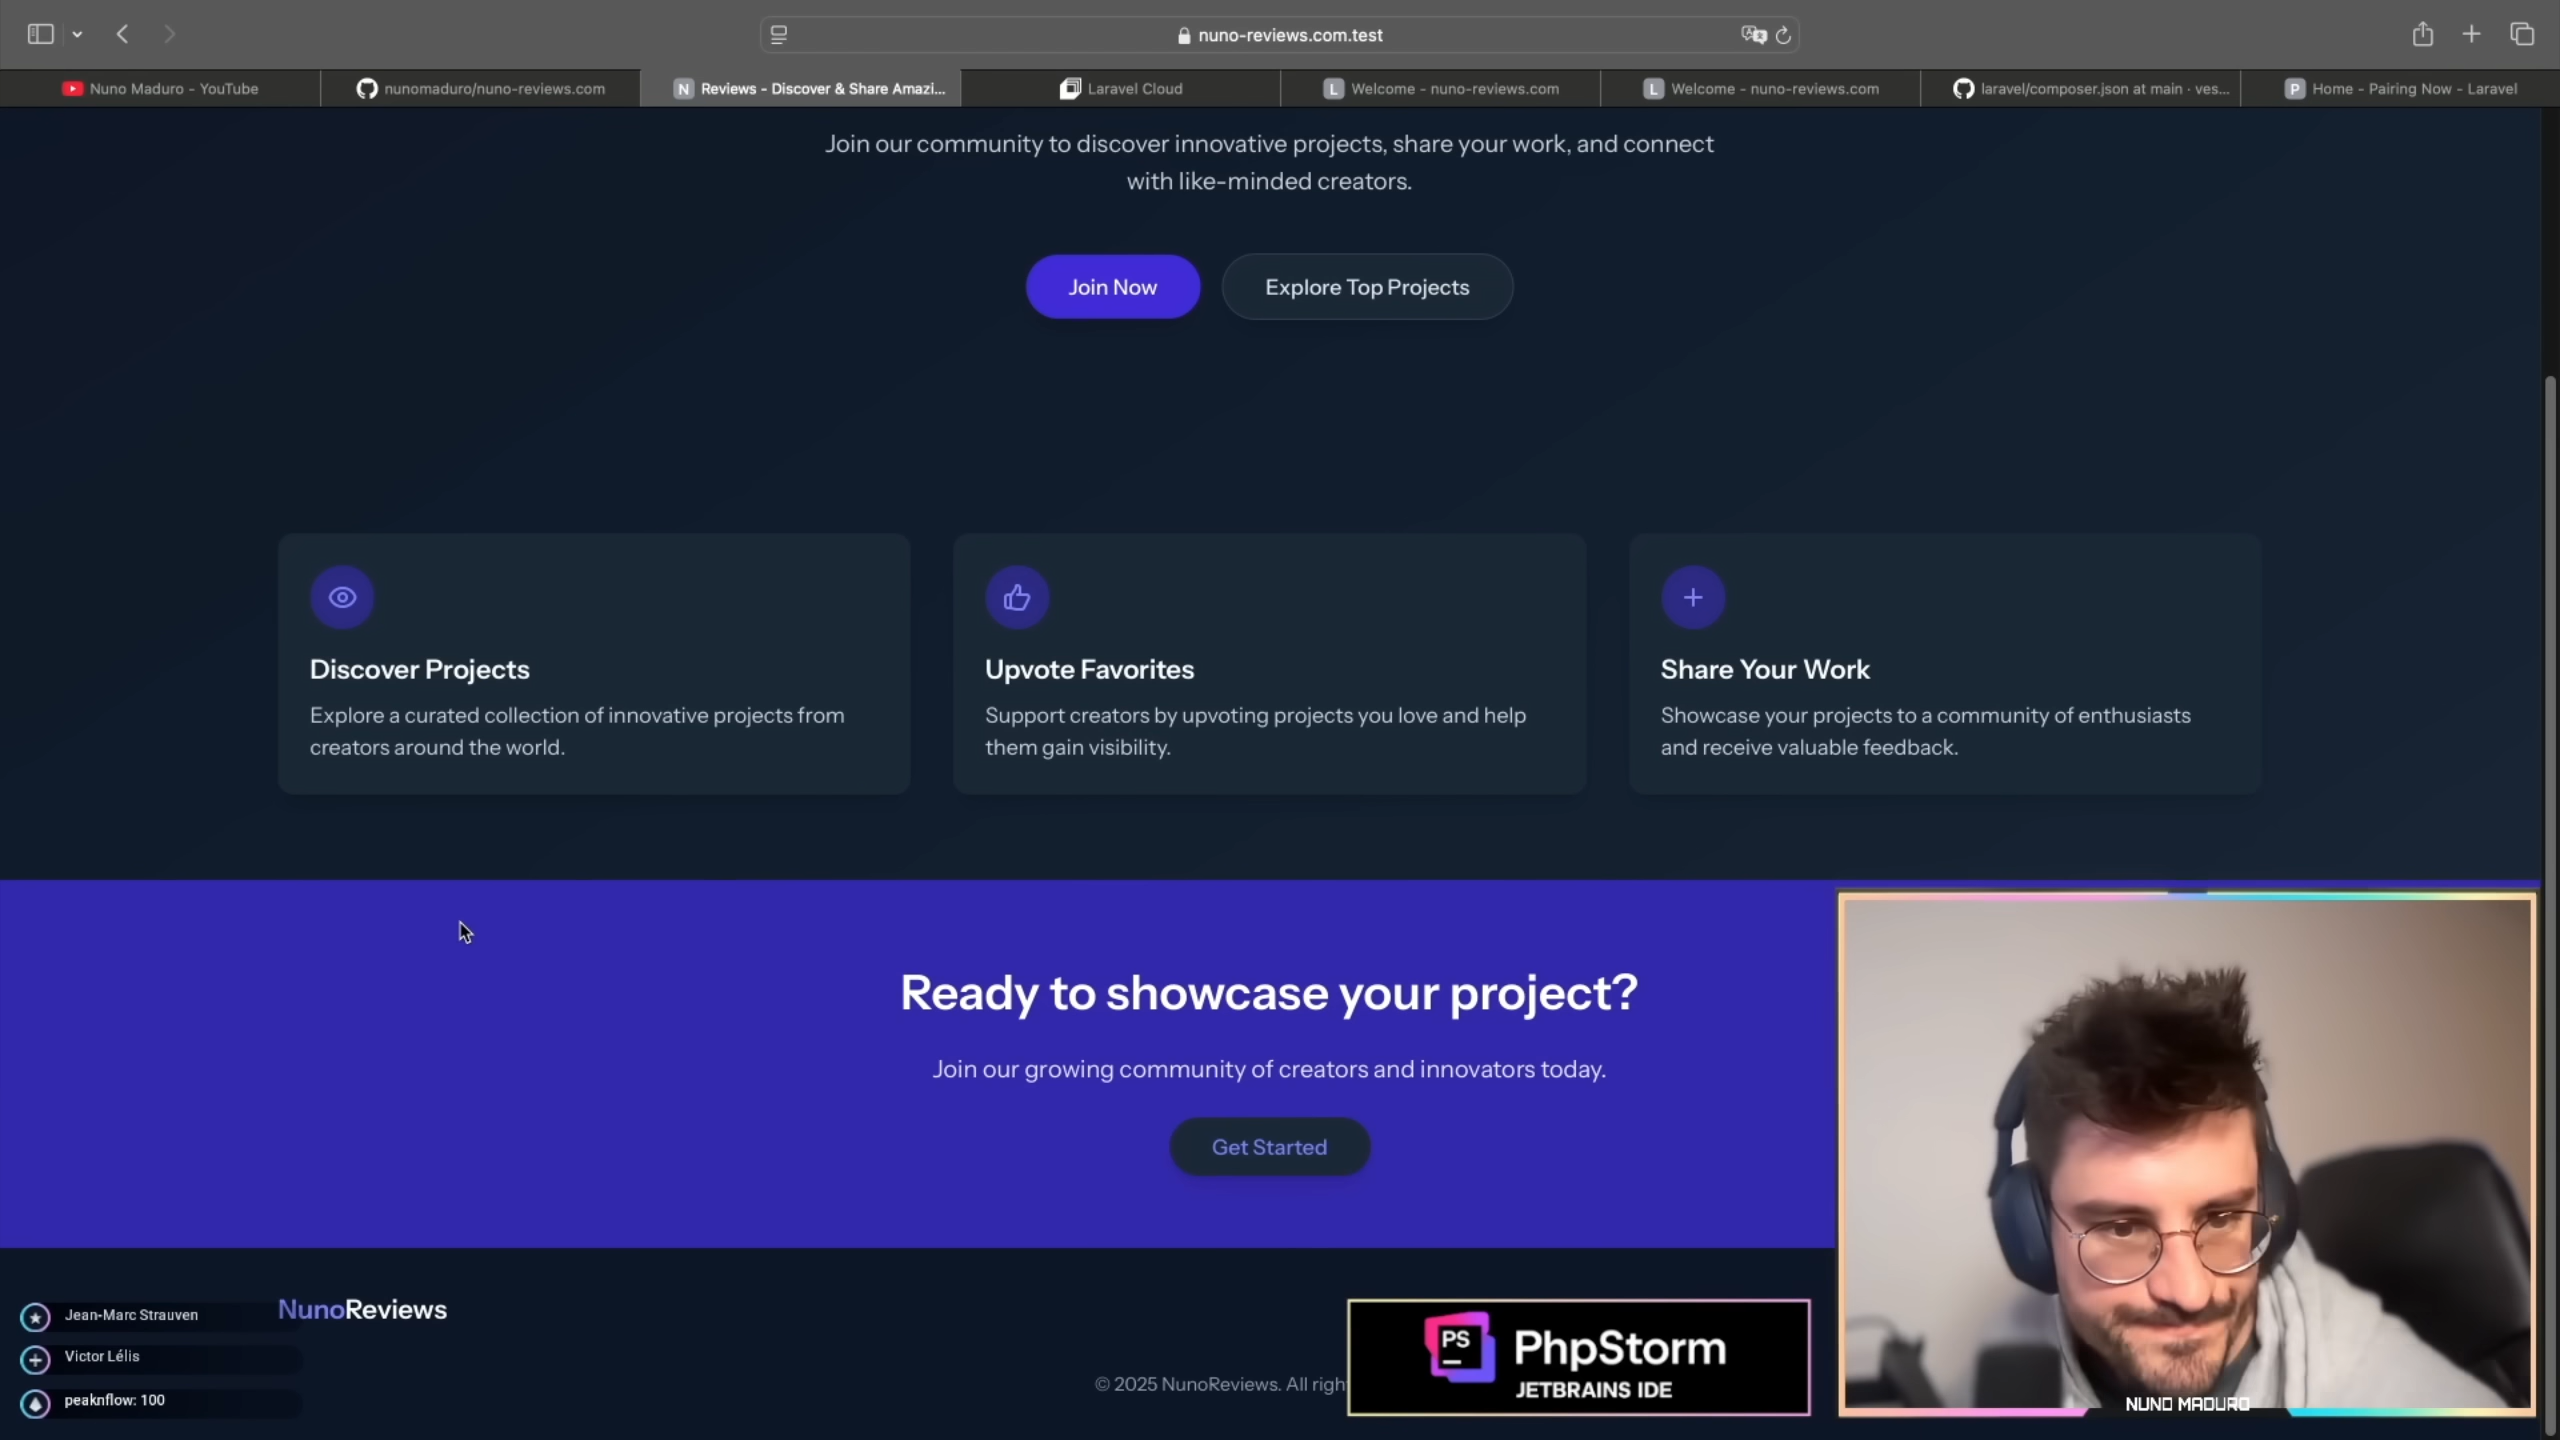 nuno-reviews.com.test
Nuno Maduro - YouTube
nunomaduro/nuno-reviews.com
N Reviews - Discover & Share Amazi...
Laravel Cloud
L Welcome - nuno-reviews.com
L Welcome - nuno-reviews.com
laravel/composer.json at main · ves...
P Home - Pairing Now - Laravel
Join our community to discover innovative projects, share your work, and connect
with like-minded creators.
Join Now
Explore Top Projects
Discover Projects
Explore a curated collection of innovative projects from
creators around the world.
Upvote Favorites
Support creators by upvoting projects you love and help
them gain visibility.
Share Your Work
Showcase your projects to a community of enthusiasts
and receive valuable feedback.
Ready to showcase your project?
Join our growing community of creators and innovators today.
Get Started
NunoReviews
Jean-Marc Strauven
Victor Lélis
peaknflow: 100
© 2025 NunoReviews. All righ
PS
PhpStorm
JETBRAINS IDE
NUNO MADURO